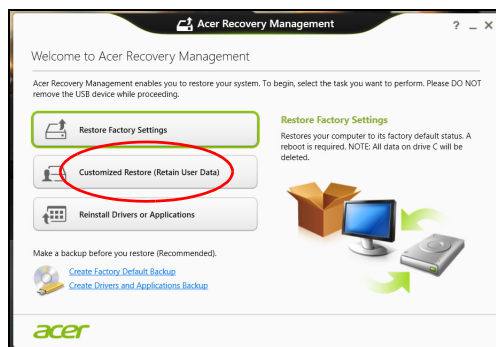 Acer Recovery Management
? _ ×
Welcome to Acer Recovery Management
Acer Recovery Management enables you to restore your system. To begin, select the task you want to perform. Please DO NOT
remove the USB device while proceeding.
Restore Factory Settings
Customized Restore (Retain User Data)
Reinstall Drivers or Applications
Restore Factory Settings
Restores your computer to its factory default status. A
reboot is required. NOTE: All data on drive C will be
deleted.
Make a backup before you restore (Recommended).
Create Factory Default Backup
Create Drivers and Applications Backup
acer